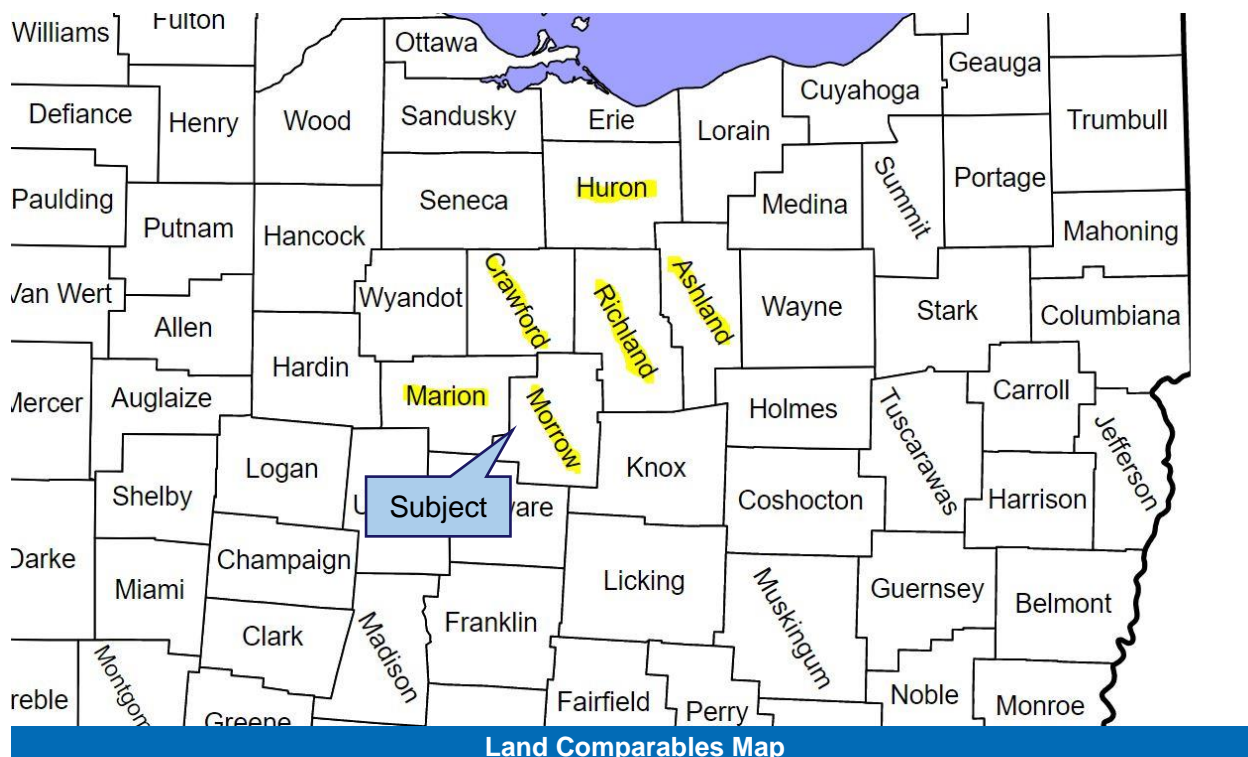 Williams
Fulton
Ottawa
Geauga
Cuyahoga
Defiance
Henry
Wood
Sandusky
Erie
Lorain
Trumbull
Paulding
Putnam
Hancock
Seneca
Huron
Medina
Summit
Portage
Mahoning
Van Wert
Allen
Wyandot
Crawford
Richland
Ashland
Wayne
Stark
Columbiana
Mercer
Auglaize
Hardin
Marion
Morrow
Holmes
Tuscarawas
Carroll
Jefferson
Shelby
Logan
U
Subject
ware
Knox
Coshocton
Harrison
Darke
Miami
Champaign
Licking
Muskingum
Guernsey
Belmont
Clark
Madison
Franklin
Montgom
reble
Greene
Fairfield
Perry
Noble
Monroe
Land Comparables Map